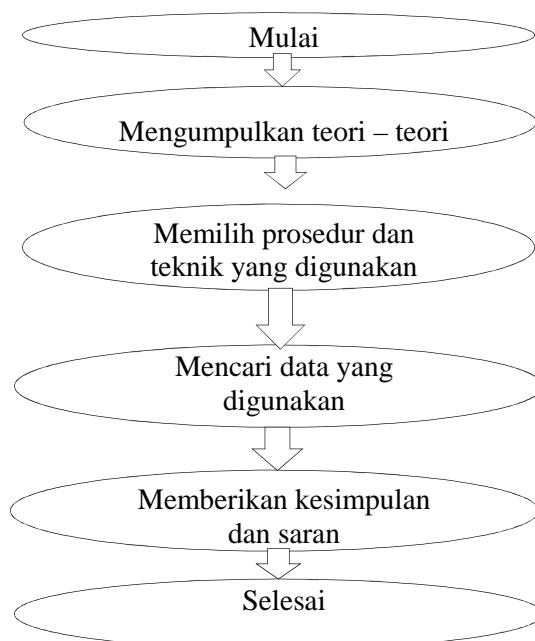 Mulai
Mengumpulkan teori – teori
Memilih prosedur dan
teknik yang digunakan
Mencari data yang
digunakan
Memberikan kesimpulan
dan saran
Selesai